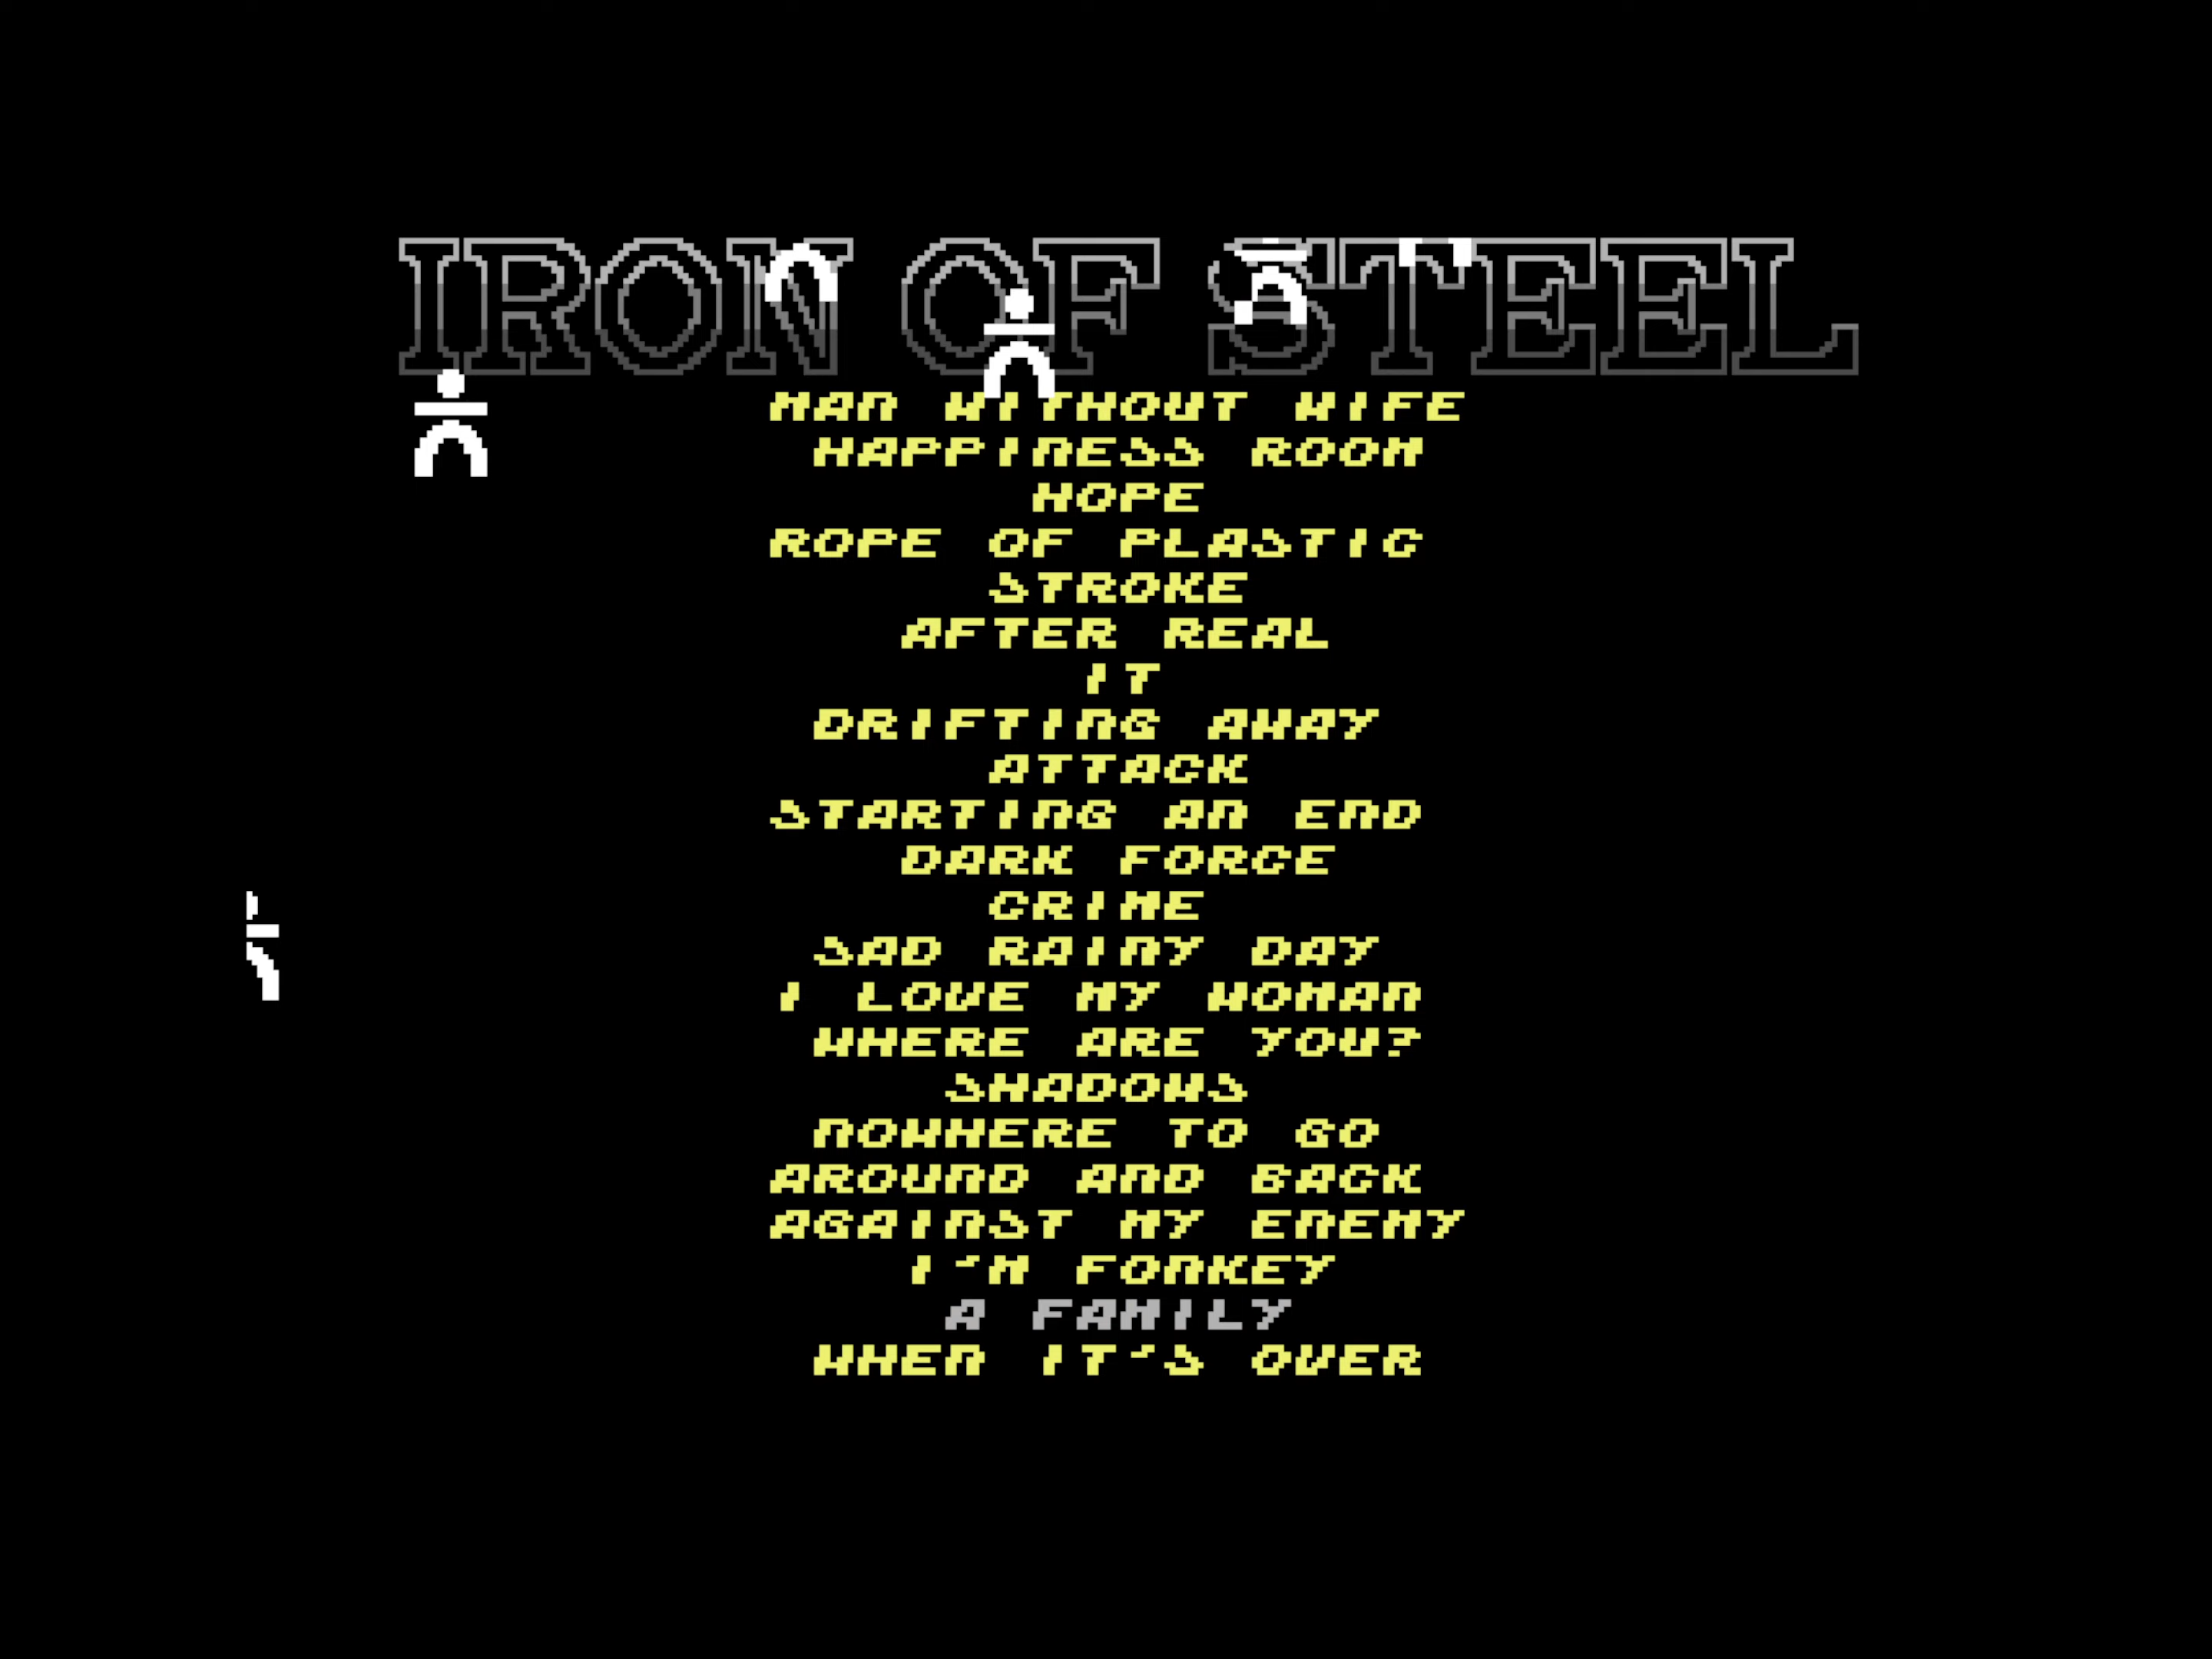 IRON OF STEEL
MAN WITHOUT WIFE
HAPPINESS ROOM
HOPE
ROPE OF PLASTIC
STROKE
AFTER REAL
IT
DRIFTING AWAY
ATTACK
STARTING AN END
DARK FORCE
CRIME
SAD RAINY DAY
I LOVE MY WOMAN
WHERE ARE YOU?
SHADOWS
NOWHERE TO GO
AROUND AND BACK
AGAINST MY ENEMY
I'M FONKEY
A FAMILY
WHEN IT'S OVER